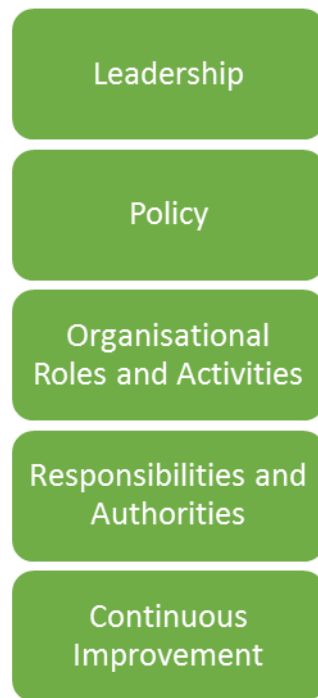 Leadership
Policy
Organisational
Roles and Activities
Responsibilities and
Authorities
Continuous
Improvement